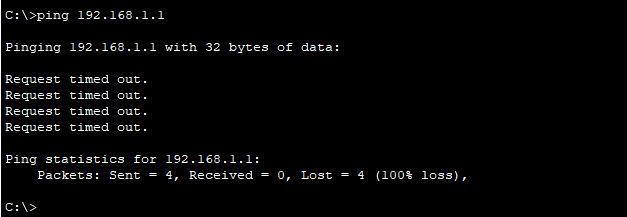 C:\>ping 192.168.1.1
Pinging 192.168.1.1 with 32 bytes of data:
Request timed out.
Request timed out.
Request timed out.
Request timed out.
Ping statistics for 192.168.1.1:
    Packets: Sent = 4, Received = 0, Lost = 4 (100% loss),
C:\>